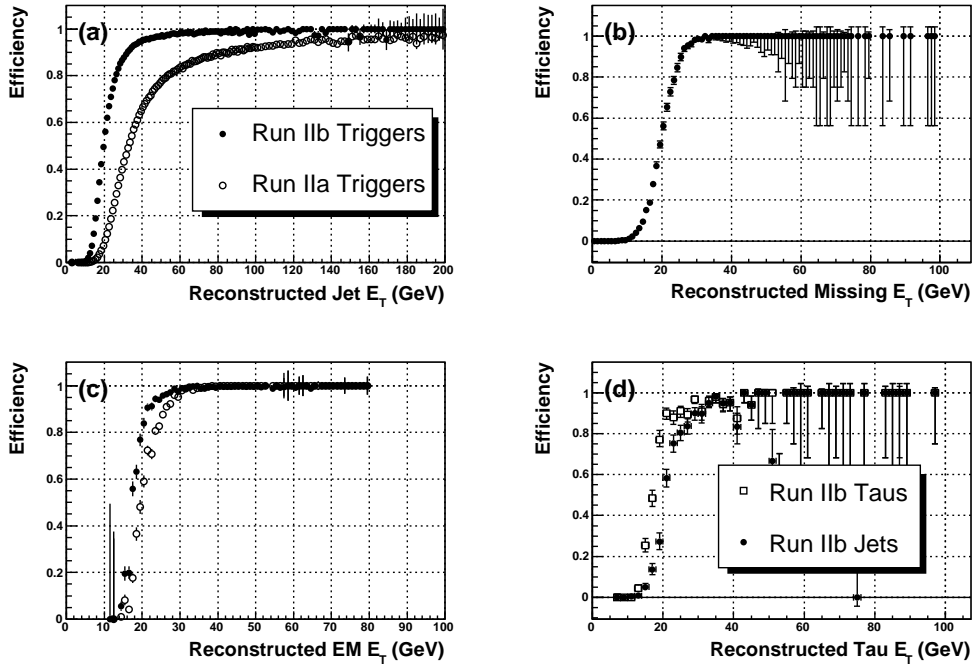 (a)
Efficiency
1
0.8
0.6
0.4
0.2
0
Run IIb Triggers
Run IIa Triggers
0 20 40 60 80 100 120 140 160 180 200
Reconstructed Jet E_T (GeV)
(b)
Efficiency
1
0.8
0.6
0.4
0.2
0
0 20 40 60 80 100
Reconstructed Missing E_T (GeV)
(c)
Efficiency
1
0.8
0.6
0.4
0.2
0
0 10 20 30 40 50 60 70 80 90 100
Reconstructed EM E_T (GeV)
(d)
Efficiency
1
0.8
0.6
0.4
0.2
0
Run IIb Taus
Run IIb Jets
0 20 40 60 80 100
Reconstructed Tau E_T (GeV)